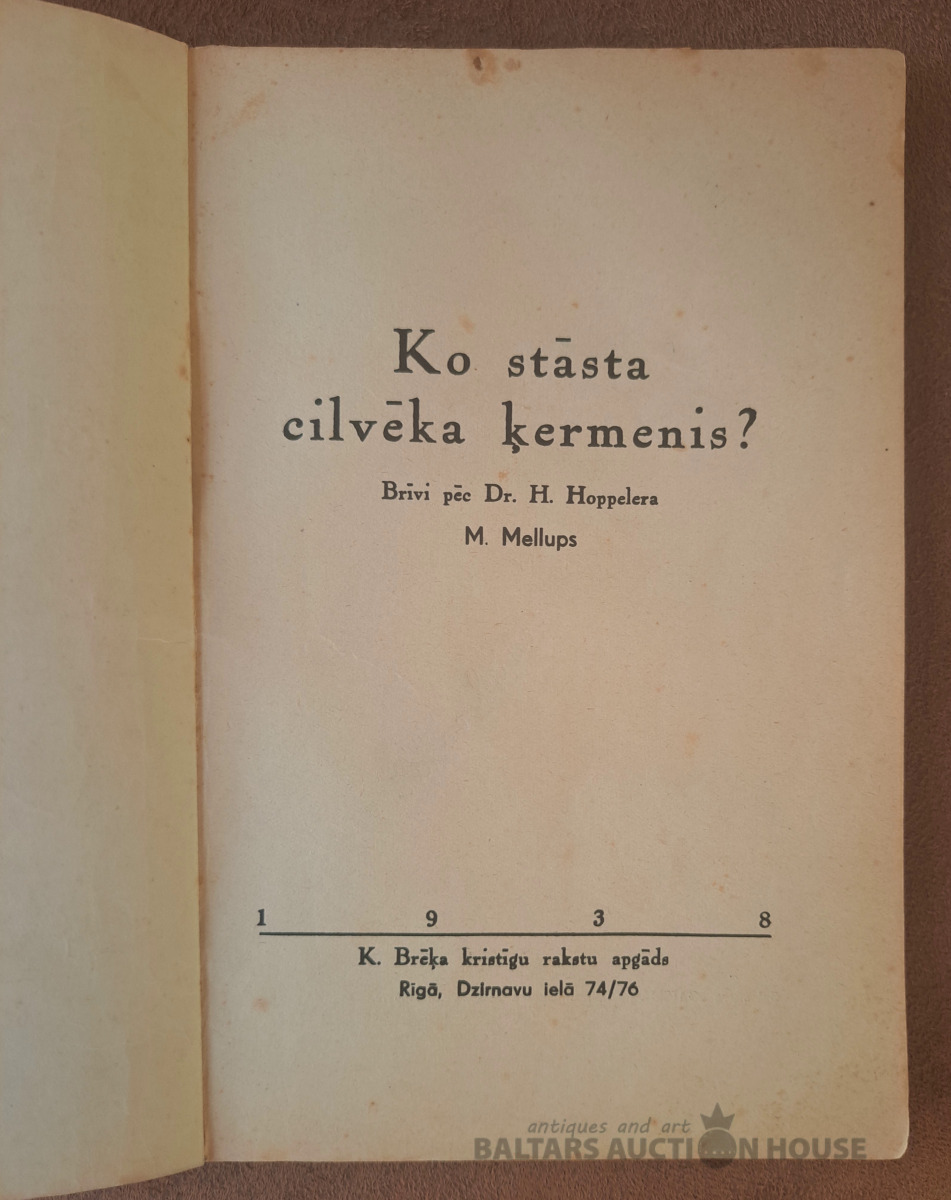 Ko stāsta
cilvēka ķermenis?
Brīvi pēc Dr. H. Hoppelera
M. Mellups
1 9 3 8
K. Brēķa kristīgu rakstu apgāds
Rīgā, Dzirnavu ielā 74/76
antiques and art
BALTARS AUCTION HOUSE